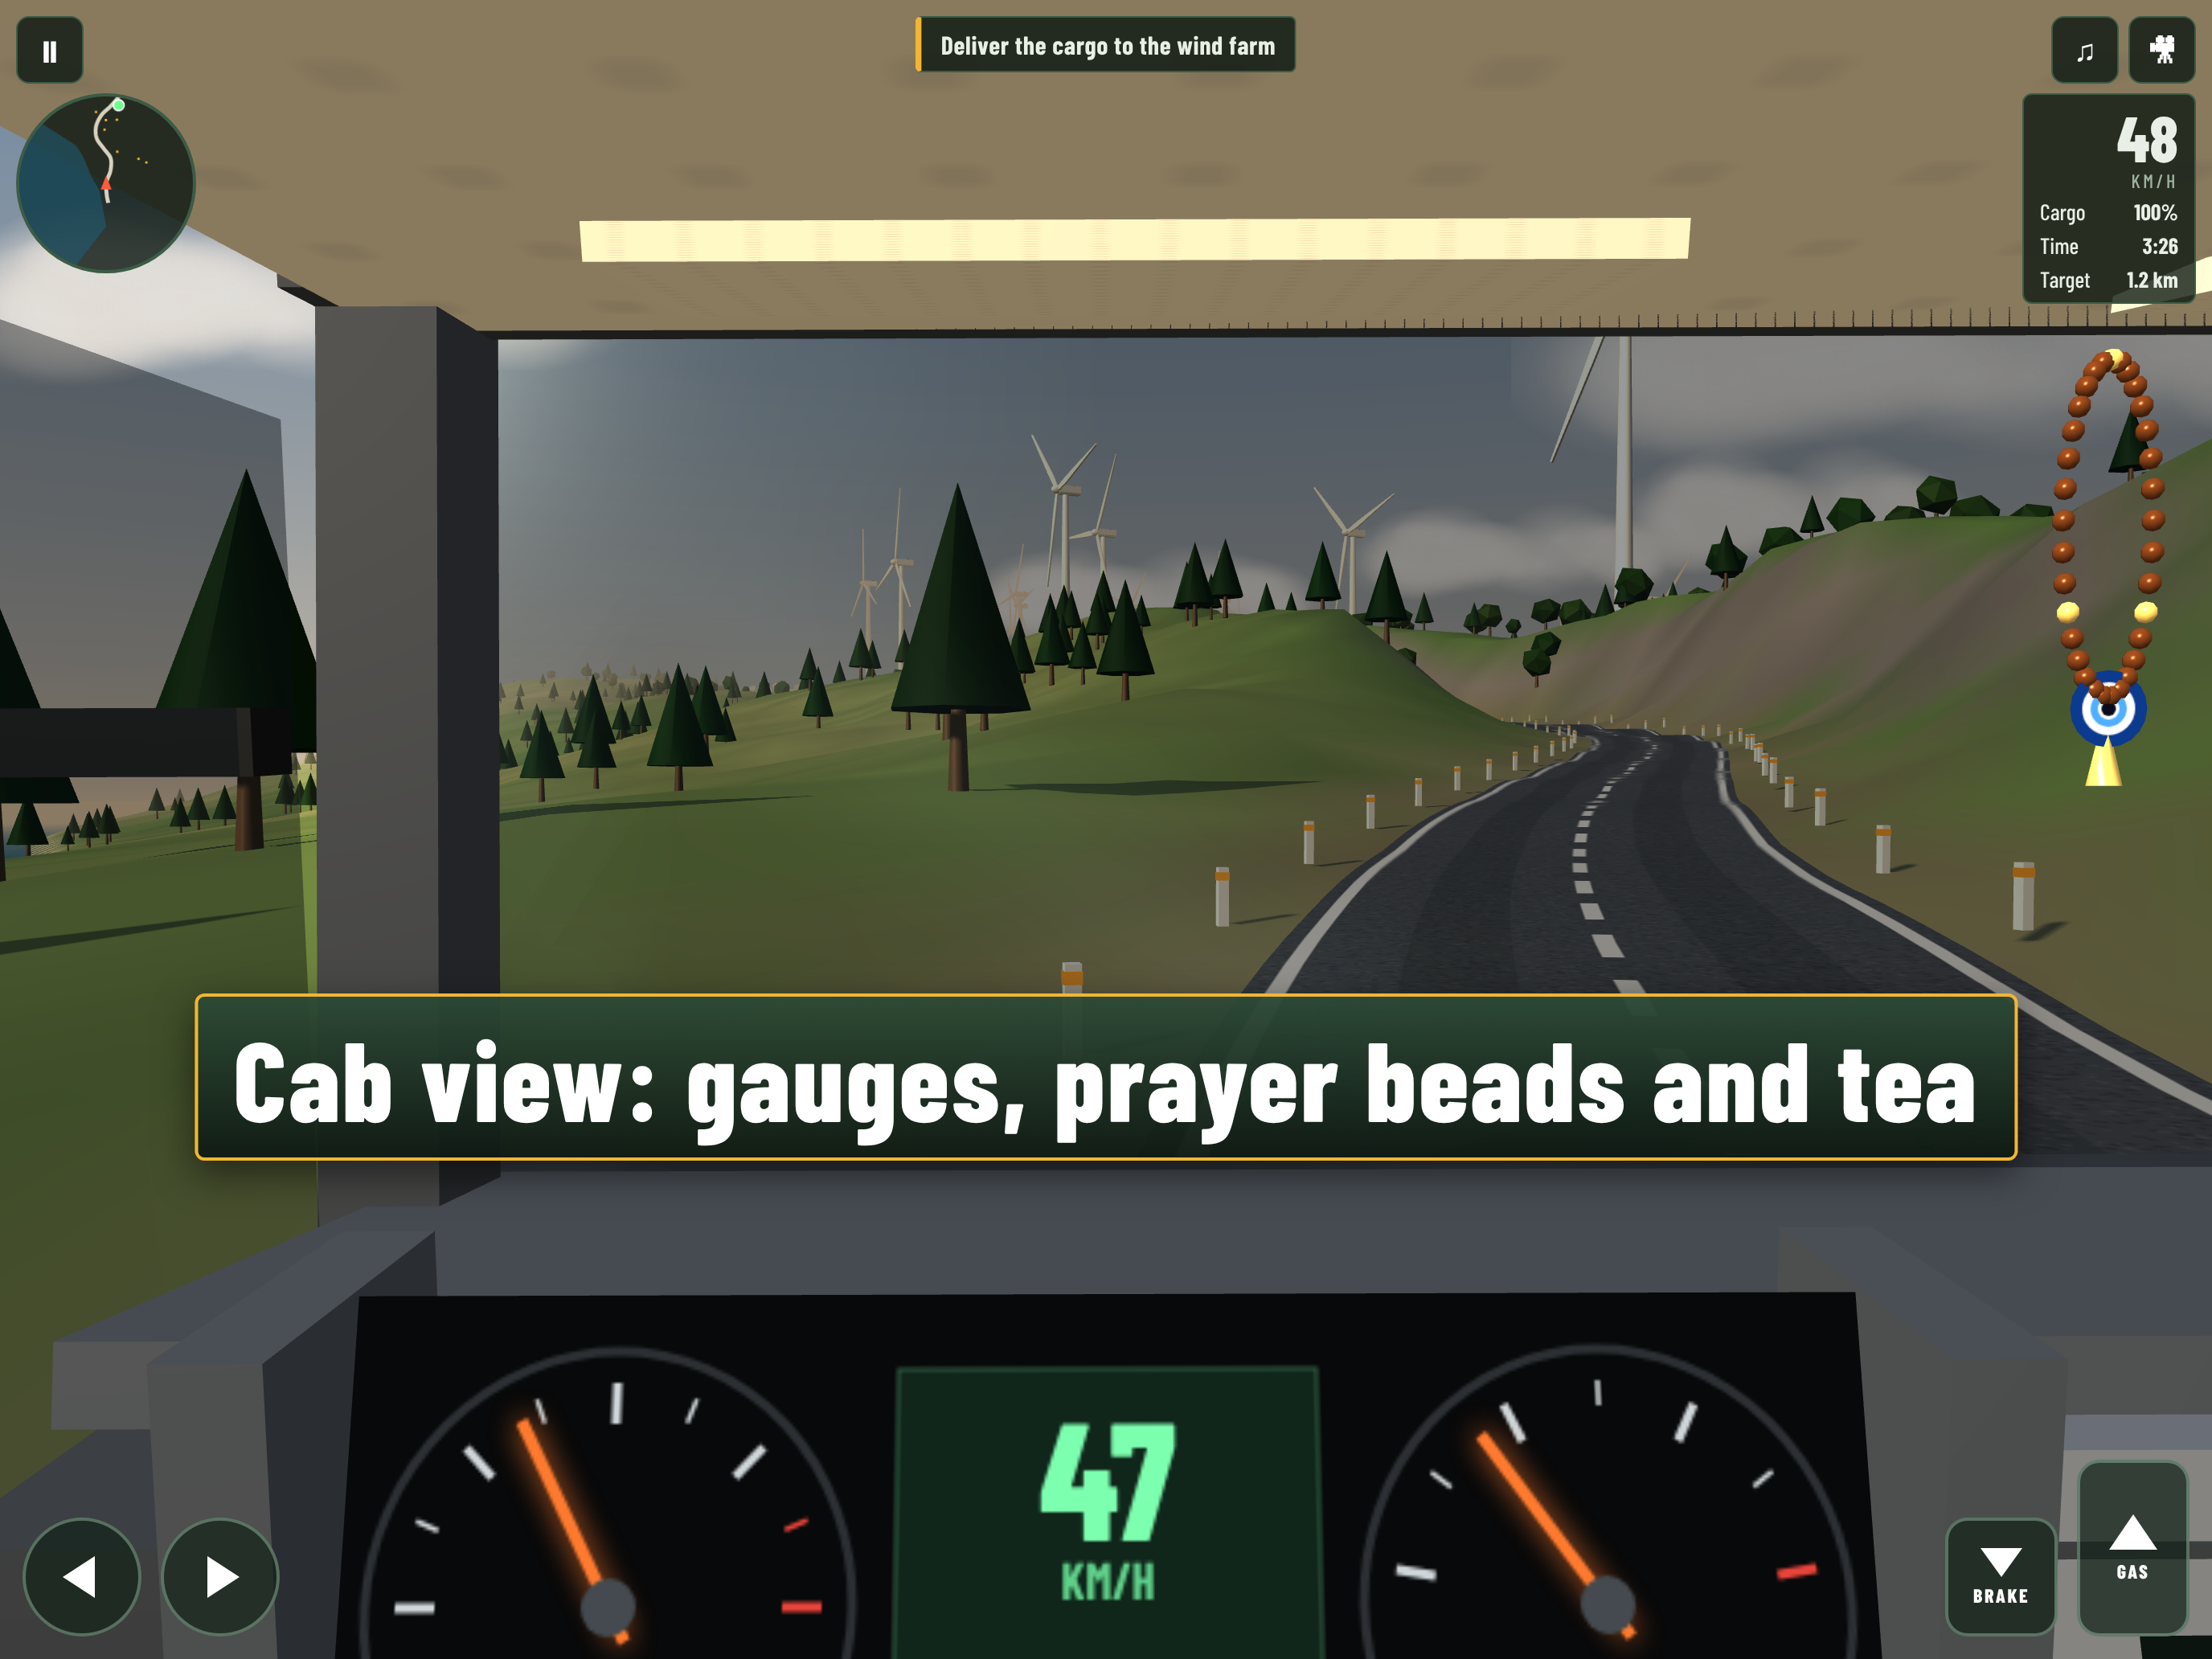 Deliver the cargo to the wind farm
48
KM/H
Cargo 100%
Time 3:26
Target 1.2 km
Cab view: gauges, prayer beads and tea
47
KM/H
BRAKE
GAS